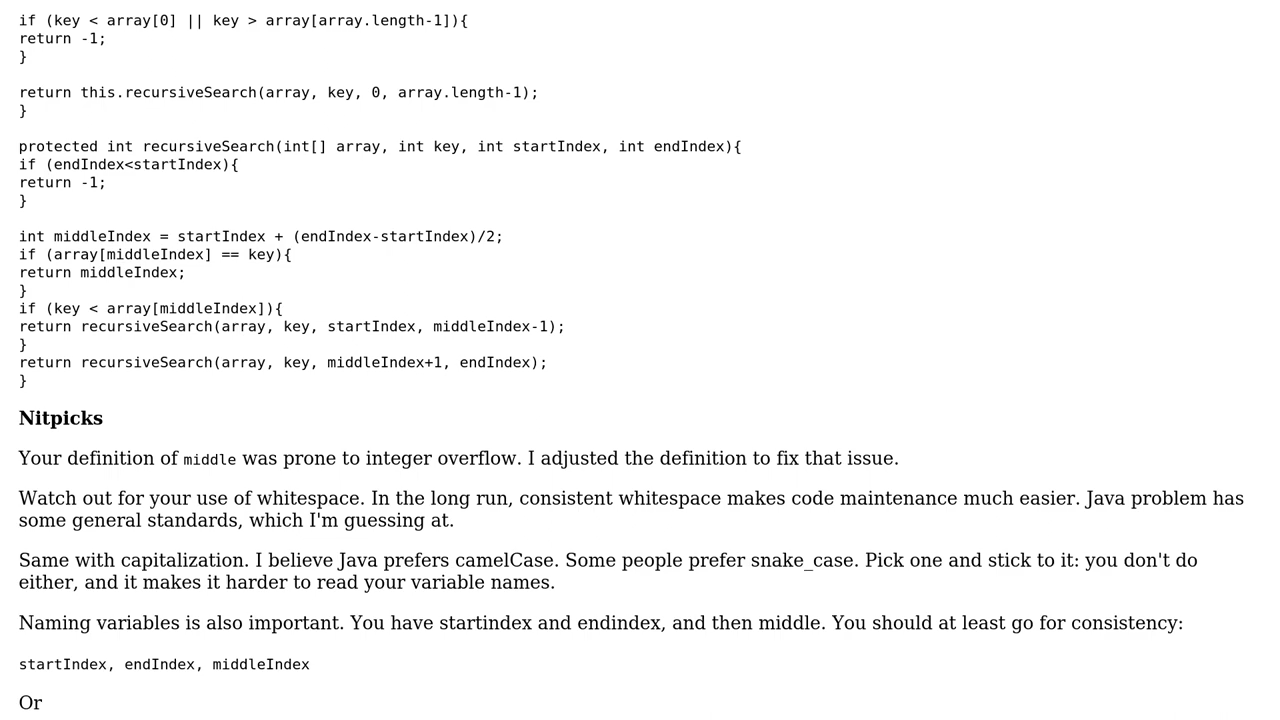 if (key < array[0] || key > array[array.length-1]){
return -1;
}

return this.recursiveSearch(array, key, 0, array.length-1);
}

protected int recursiveSearch(int[] array, int key, int startIndex, int endIndex){
if (endIndex<startIndex){
return -1;
}

int middleIndex = startIndex + (endIndex-startIndex)/2;
if (array[middleIndex] == key){
return middleIndex;
}
if (key < array[middleIndex]){
return recursiveSearch(array, key, startIndex, middleIndex-1);
}
return recursiveSearch(array, key, middleIndex+1, endIndex);
}
Nitpicks
Your definition of middle was prone to integer overflow. I adjusted the definition to fix that issue.
Watch out for your use of whitespace. In the long run, consistent whitespace makes code maintenance much easier. Java problem has
some general standards, which I'm guessing at.
Same with capitalization. I believe Java prefers camelCase. Some people prefer snake_case. Pick one and stick to it: you don't do
either, and it makes it harder to read your variable names.
Naming variables is also important. You have startindex and endindex, and then middle. You should at least go for consistency:
startIndex, endIndex, middleIndex
Or